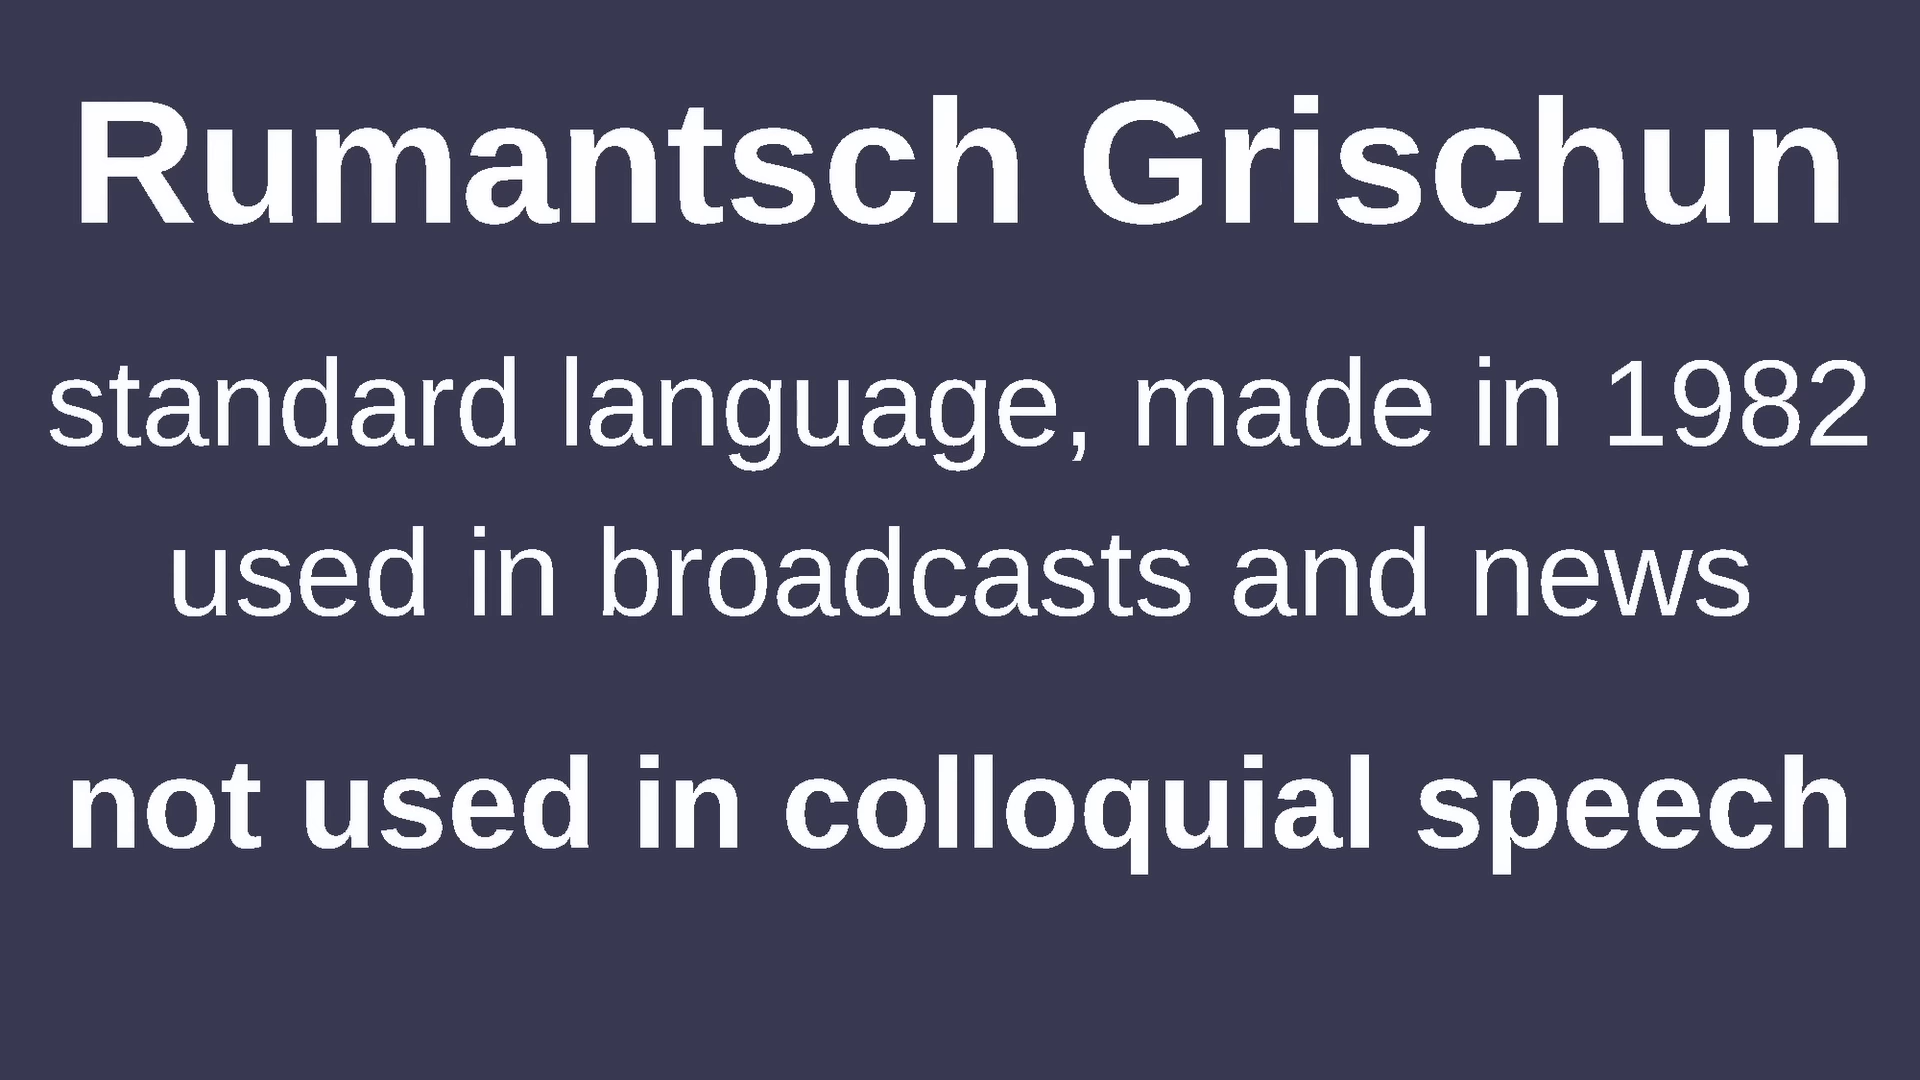 Rumantsch Grischun
standard language, made in 1982
used in broadcasts and news
not used in colloquial speech